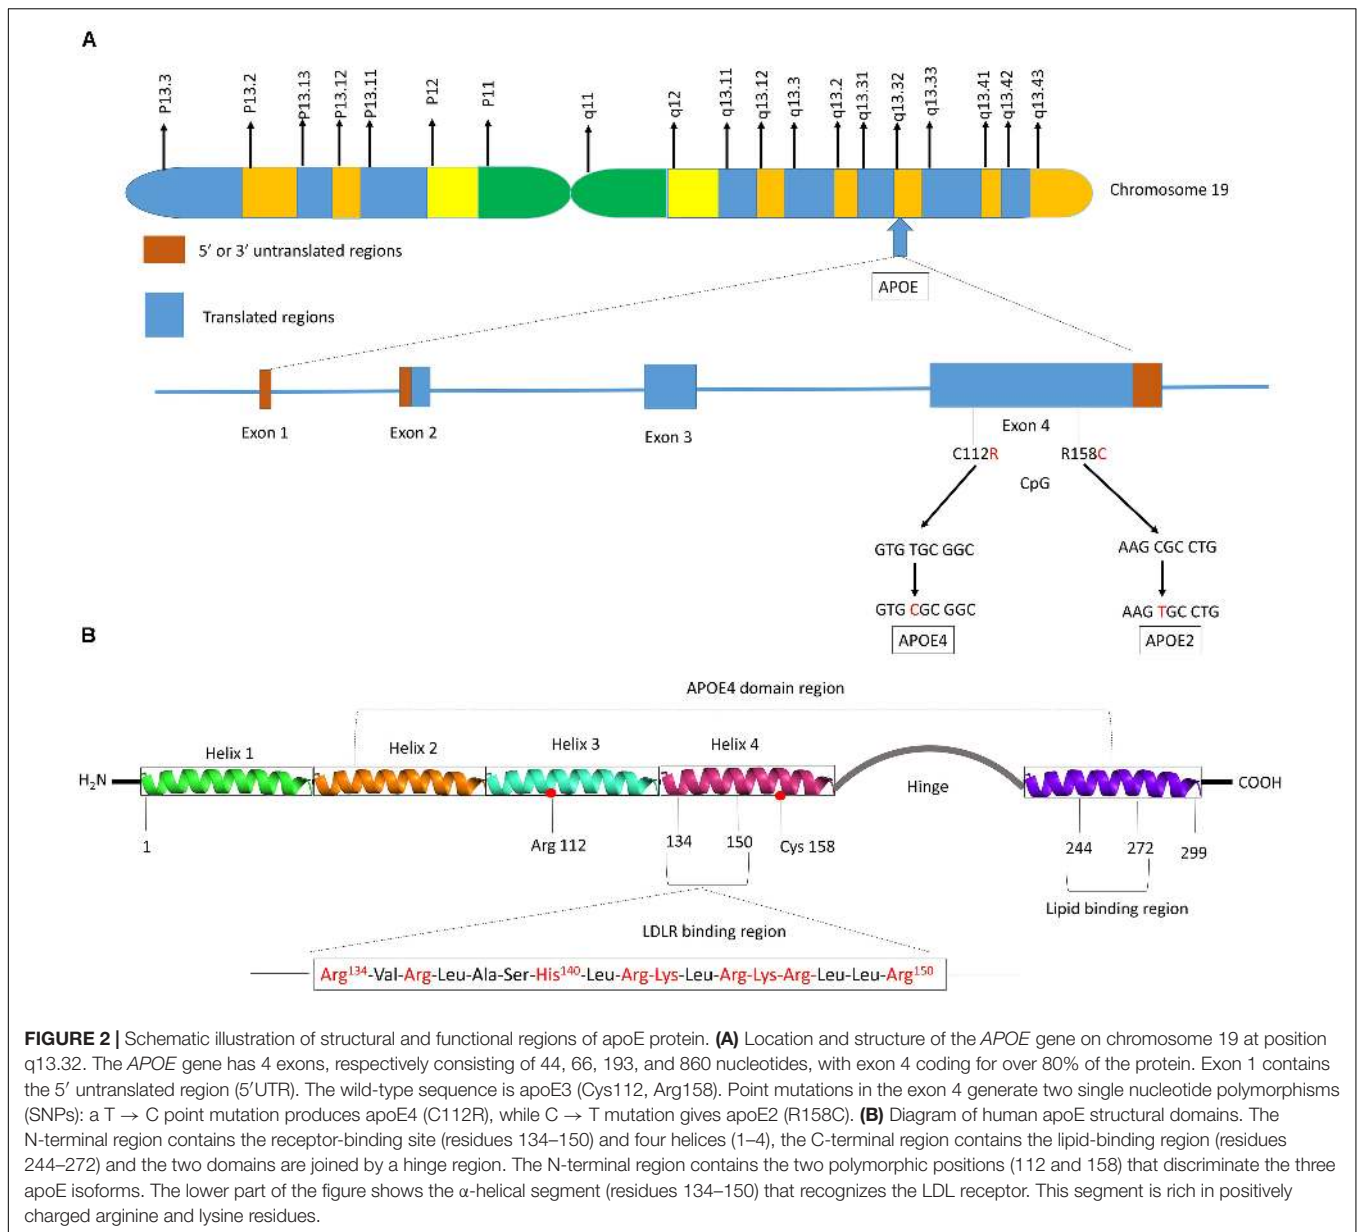 A
P13.3
P13.2
P13.13
P13.12
P13.11
P12
P11
q11
q12
q13.11
q13.12
q13.3
q13.2
q13.31
q13.32
q13.33
q13.41
q13.42
q13.43
Chromosome 19
5′ or 3′ untranslated regions
APOE
Translated regions
Exon 1
Exon 2
Exon 3
Exon 4
C112R
R158C
CpG
GTG TGC GGC
AAG CGC CTG
GTG CGC GGC
AAG TGC CTG
APOE4
APOE2
B
APOE4 domain region
Helix 1
Helix 2
Helix 3
Helix 4
H2N
Hinge
COOH
1
Arg 112
134
150
Cys 158
244
272
299
Lipid binding region
LDLR binding region
Arg134-Val-Arg-Leu-Ala-Ser-His140-Leu-Arg-Lys-Leu-Arg-Lys-Arg-Leu-Leu-Arg150
FIGURE 2 | Schematic illustration of structural and functional regions of apoE protein. (A) Location and structure of the APOE gene on chromosome 19 at position
q13.32. The APOE gene has 4 exons, respectively consisting of 44, 66, 193, and 860 nucleotides, with exon 4 coding for over 80% of the protein. Exon 1 contains
the 5′ untranslated region (5′UTR). The wild-type sequence is apoE3 (Cys112, Arg158). Point mutations in the exon 4 generate two single nucleotide polymorphisms
(SNPs): a T → C point mutation produces apoE4 (C112R), while C → T mutation gives apoE2 (R158C). (B) Diagram of human apoE structural domains. The
N-terminal region contains the receptor-binding site (residues 134–150) and four helices (1–4), the C-terminal region contains the lipid-binding region (residues
244–272) and the two domains are joined by a hinge region. The N-terminal region contains the two polymorphic positions (112 and 158) that discriminate the three
apoE isoforms. The lower part of the figure shows the α-helical segment (residues 134–150) that recognizes the LDL receptor. This segment is rich in positively
charged arginine and lysine residues.